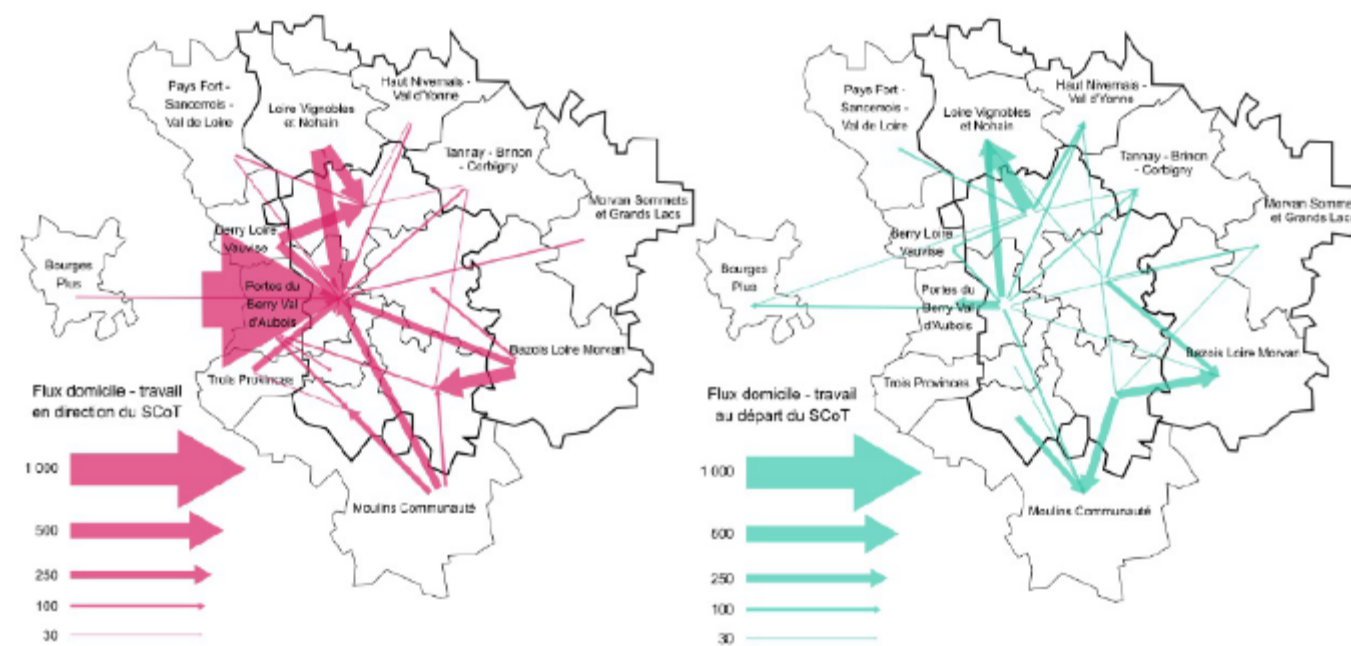 Pays Fort -
Sancerrois -
Val de Loire
Loire Vignobles
et Nohain
Haut Nivernais -
Val d'Yonne
Tannay - Brinon
- Corbigny
Morvan Sommets
et Grands Lacs
Berry Loire
Vauvise
Bourges
Plus
Portes du
Berry Val
d'Aubois
Bazois Loire Morvan
Trois Provinces
Moulins Communauté
Flux domicile - travail
en direction du SCoT
1 000
500
250
100
30
Pays Fort -
Sancerrois -
Val de Loire
Loire Vignobles
et Nohain
Haut Nivernais -
Val d'Yonne
Tannay - Brinon
- Corbigny
Morvan Sommets
et Grands Lacs
Berry Loire
Vauvise
Bourges
Plus
Portes du
Berry Val
d'Aubois
Bazois Loire Morvan
Trois Provinces
Moulins Communauté
Flux domicile - travail
au départ du SCoT
1 000
500
250
100
30